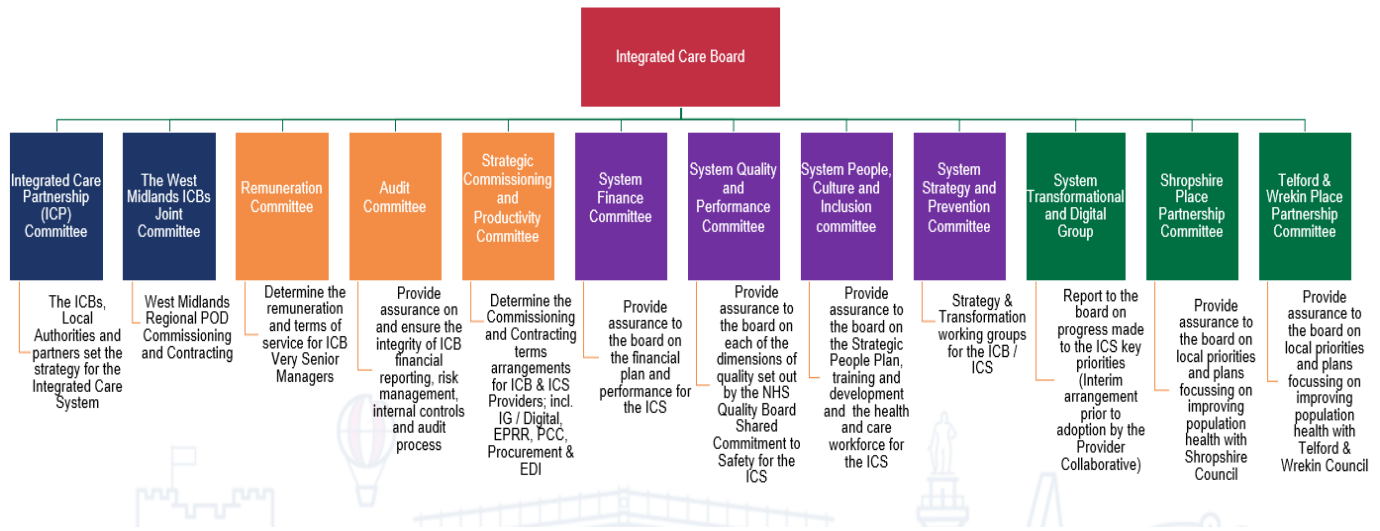 Integrated Care Board
Integrated Care
Partnership
(ICP)
Committee
The West
Midlands ICBs
Joint
Committee
Remuneration
Committee
Audit
Committee
Strategic
Commissioning
and
Productivity
Committee
System
Finance
Committee
System Quality
and
Performance
Committee
System People,
Culture and
Inclusion
committee
System
Strategy and
Prevention
Committee
System
Transformational
and Digital
Group
Shropshire
Place
Partnership
Committee
Telford &
Wrekin Place
Partnership
Committee
The ICBs,
Local
Authorities and
partners set the
strategy for the
Integrated Care
System
West Midlands
Regional POD
Commissioning
and Contracting
Determine the
remuneration
and terms of
service for ICB
Very Senior
Managers
Provide
assurance on
and ensure the
integrity of ICB
financial
reporting, risk
management,
internal controls
and audit
process
Determine the
Commissioning
and Contracting
terms
arrangements
for ICB & ICS
Providers; incl.
IG / Digital,
EPRR, PCC,
Procurement &
EDI
Provide
assurance to
the board on
the financial
plan and
performance for
the ICS
Provide
assurance to
the board on
each of the
dimensions of
quality set out
by the NHS
Quality Board
Shared
Commitment to
Safety for the
ICS
Provide
assurance to
the board on
the Strategic
People Plan,
training and
development
and the health
and care
workforce for
the ICS
Strategy &
Transformation
working groups
for the ICB /
ICS
Report to the
board on
progress made
to the ICS key
priorities
(Interim
arrangement
prior to
adoption by the
Provider
Collaborative)
Provide
assurance to
the board on
local priorities
and plans
focussing on
improving
population
health with
Shropshire
Council
Provide
assurance to
the board on
local priorities
and plans
focussing on
improving
population
health with
Telford &
Wrekin Council